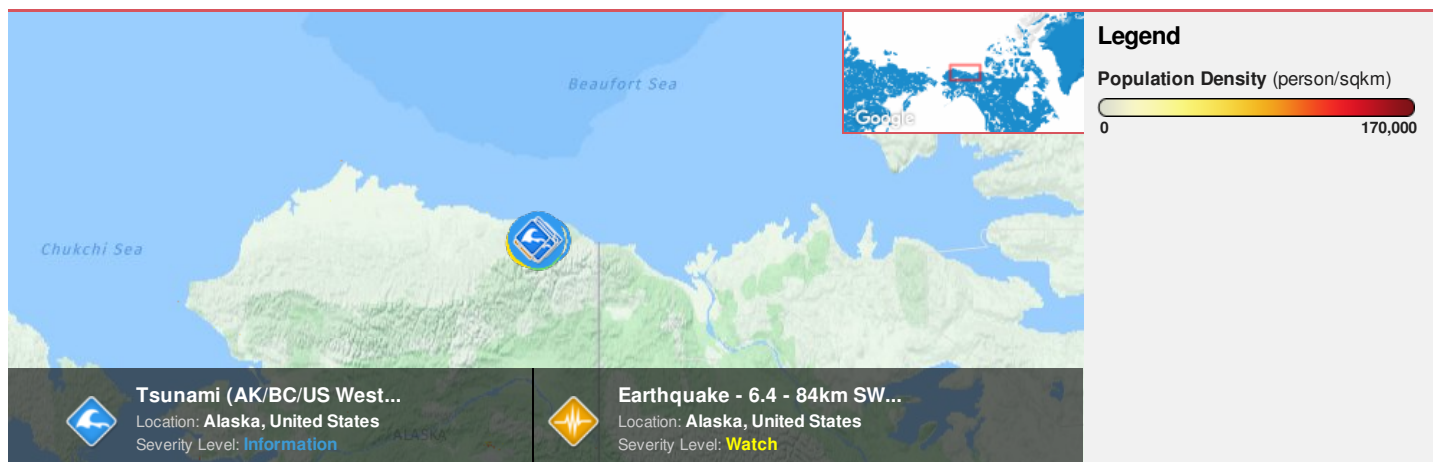 Beaufort Sea
Google
Chukchi Sea
ALASKA
Tsunami (AK/BC/US West...
Location: Alaska, United States
Severity Level: Information
Earthquake - 6.4 - 84km SW...
Location: Alaska, United States
Severity Level: Watch
Legend
Population Density (person/sqkm)
0
170,000